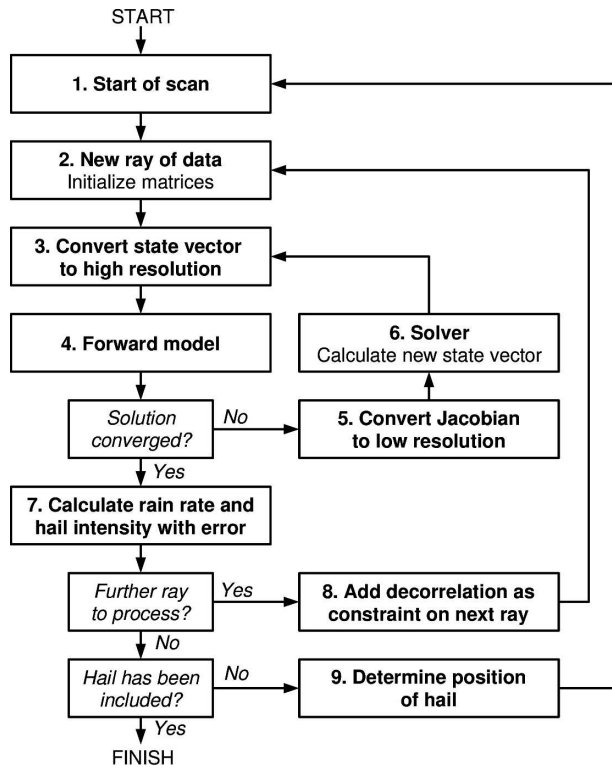 START
1. Start of scan
2. New ray of data
Initialize matrices
3. Convert state vector
to high resolution
4. Forward model
6. Solver
Calculate new state vector
Solution
converged?
No
5. Convert Jacobian
to low resolution
Yes
7. Calculate rain rate and
hail intensity with error
Further ray
to process?
Yes
8. Add decorrelation as
constraint on next ray
No
Hail has been
included?
No
9. Determine position
of hail
Yes
FINISH